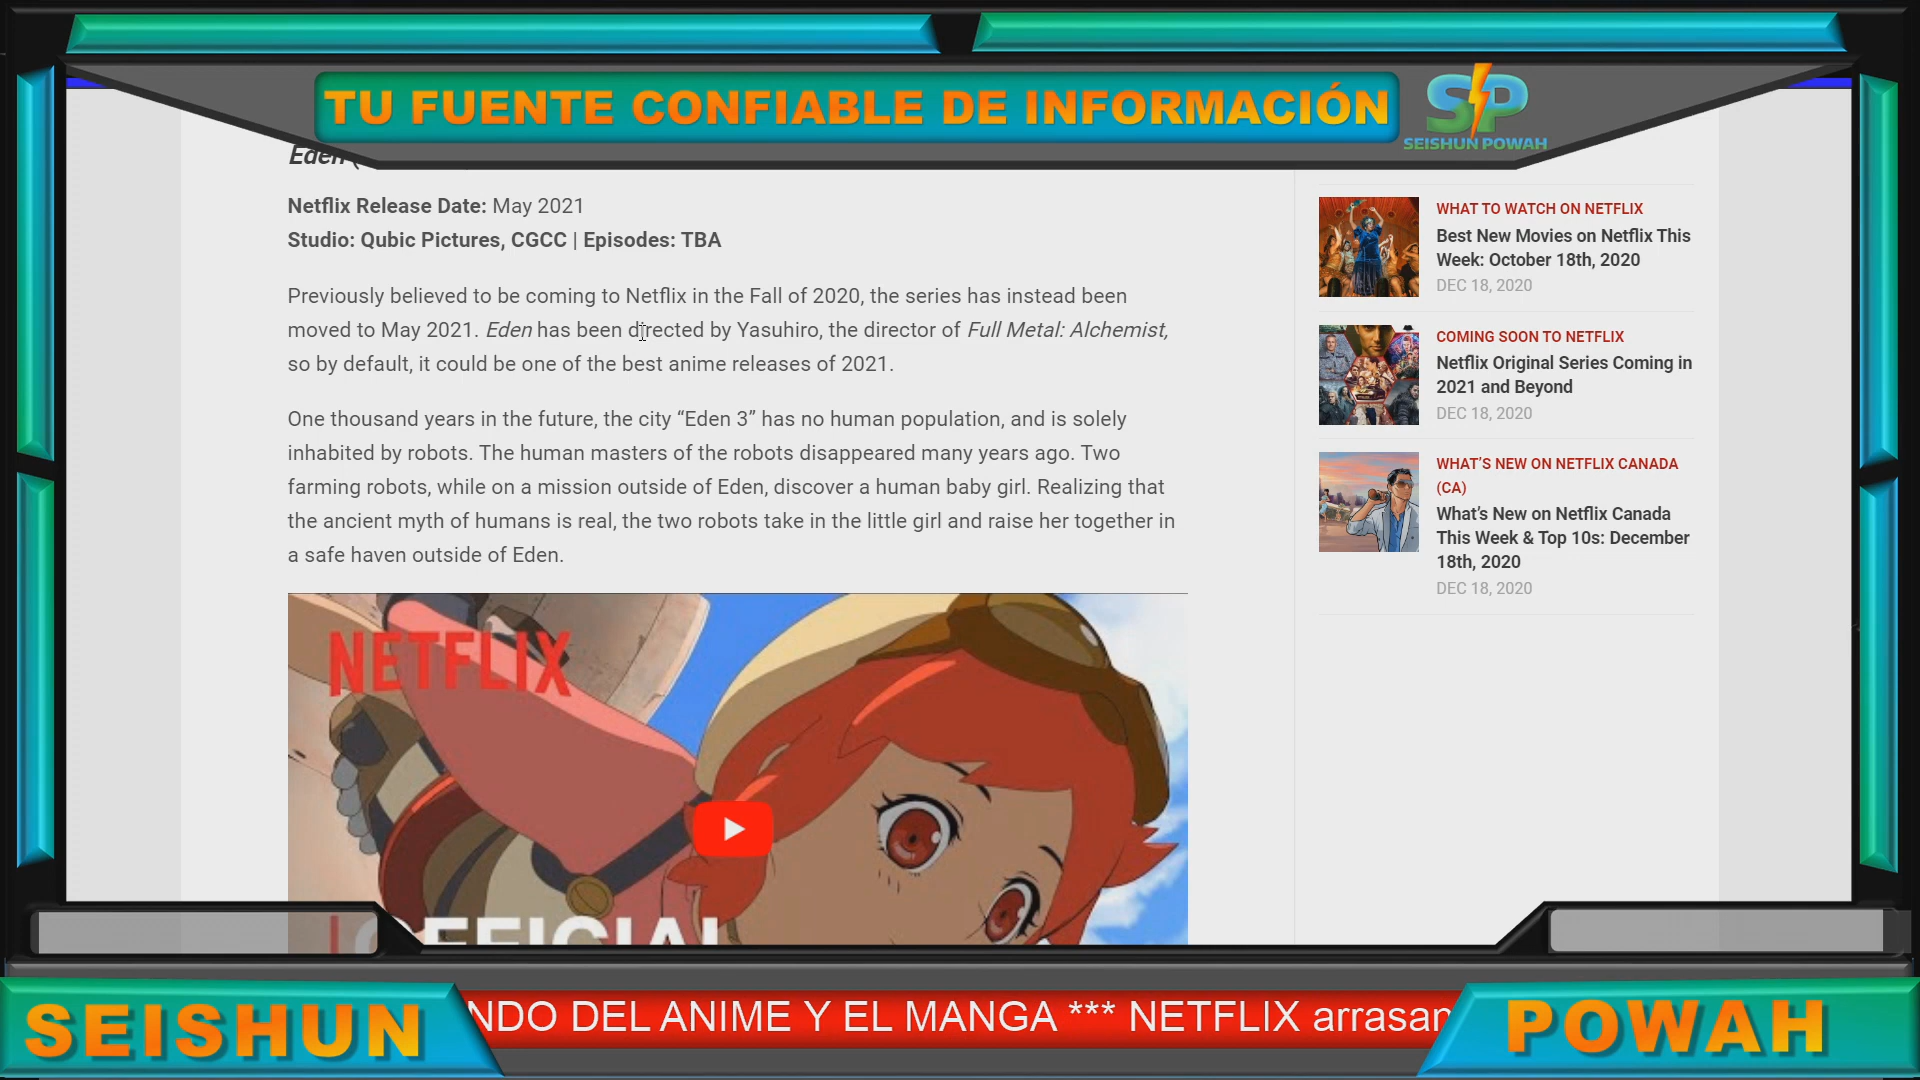 TU FUENTE CONFIABLE DE INFORMACIÓN
SP
SEISHUN POWAH
Eden (
Netflix Release Date: May 2021
Studio: Qubic Pictures, CGCC | Episodes: TBA
Previously believed to be coming to Netflix in the Fall of 2020, the series has instead been
moved to May 2021. Eden has been directed by Yasuhiro, the director of Full Metal: Alchemist,
so by default, it could be one of the best anime releases of 2021.
One thousand years in the future, the city “Eden 3” has no human population, and is solely
inhabited by robots. The human masters of the robots disappeared many years ago. Two
farming robots, while on a mission outside of Eden, discover a human baby girl. Realizing that
the ancient myth of humans is real, the two robots take in the little girl and raise her together in
a safe haven outside of Eden.
NETFLIX
OFFICIAL
WHAT TO WATCH ON NETFLIX
Best New Movies on Netflix This
Week: October 18th, 2020
DEC 18, 2020
COMING SOON TO NETFLIX
Netflix Original Series Coming in
2021 and Beyond
DEC 18, 2020
WHAT’S NEW ON NETFLIX CANADA
(CA)
What’s New on Netflix Canada
This Week & Top 10s: December
18th, 2020
DEC 18, 2020
SEISHUN
NDO DEL ANIME Y EL MANGA *** NETFLIX arrasan
POWAH